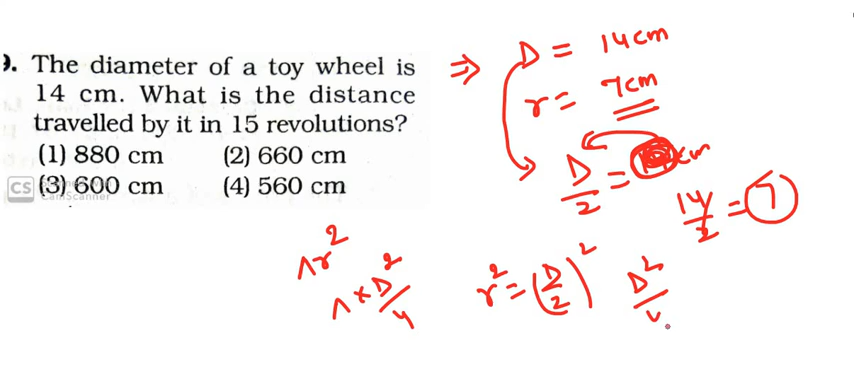 9. The diameter of a toy wheel is
14 cm. What is the distance
travelled by it in 15 revolutions?
(1) 880 cm (2) 660 cm
(3) 600 cm (4) 560 cm
CS CamScanner
⇒ D = 14cm
r = 7cm
D/2 = cm
14/2 = 7
πr²
π × D²/4
r² = (D/2)² D²/4